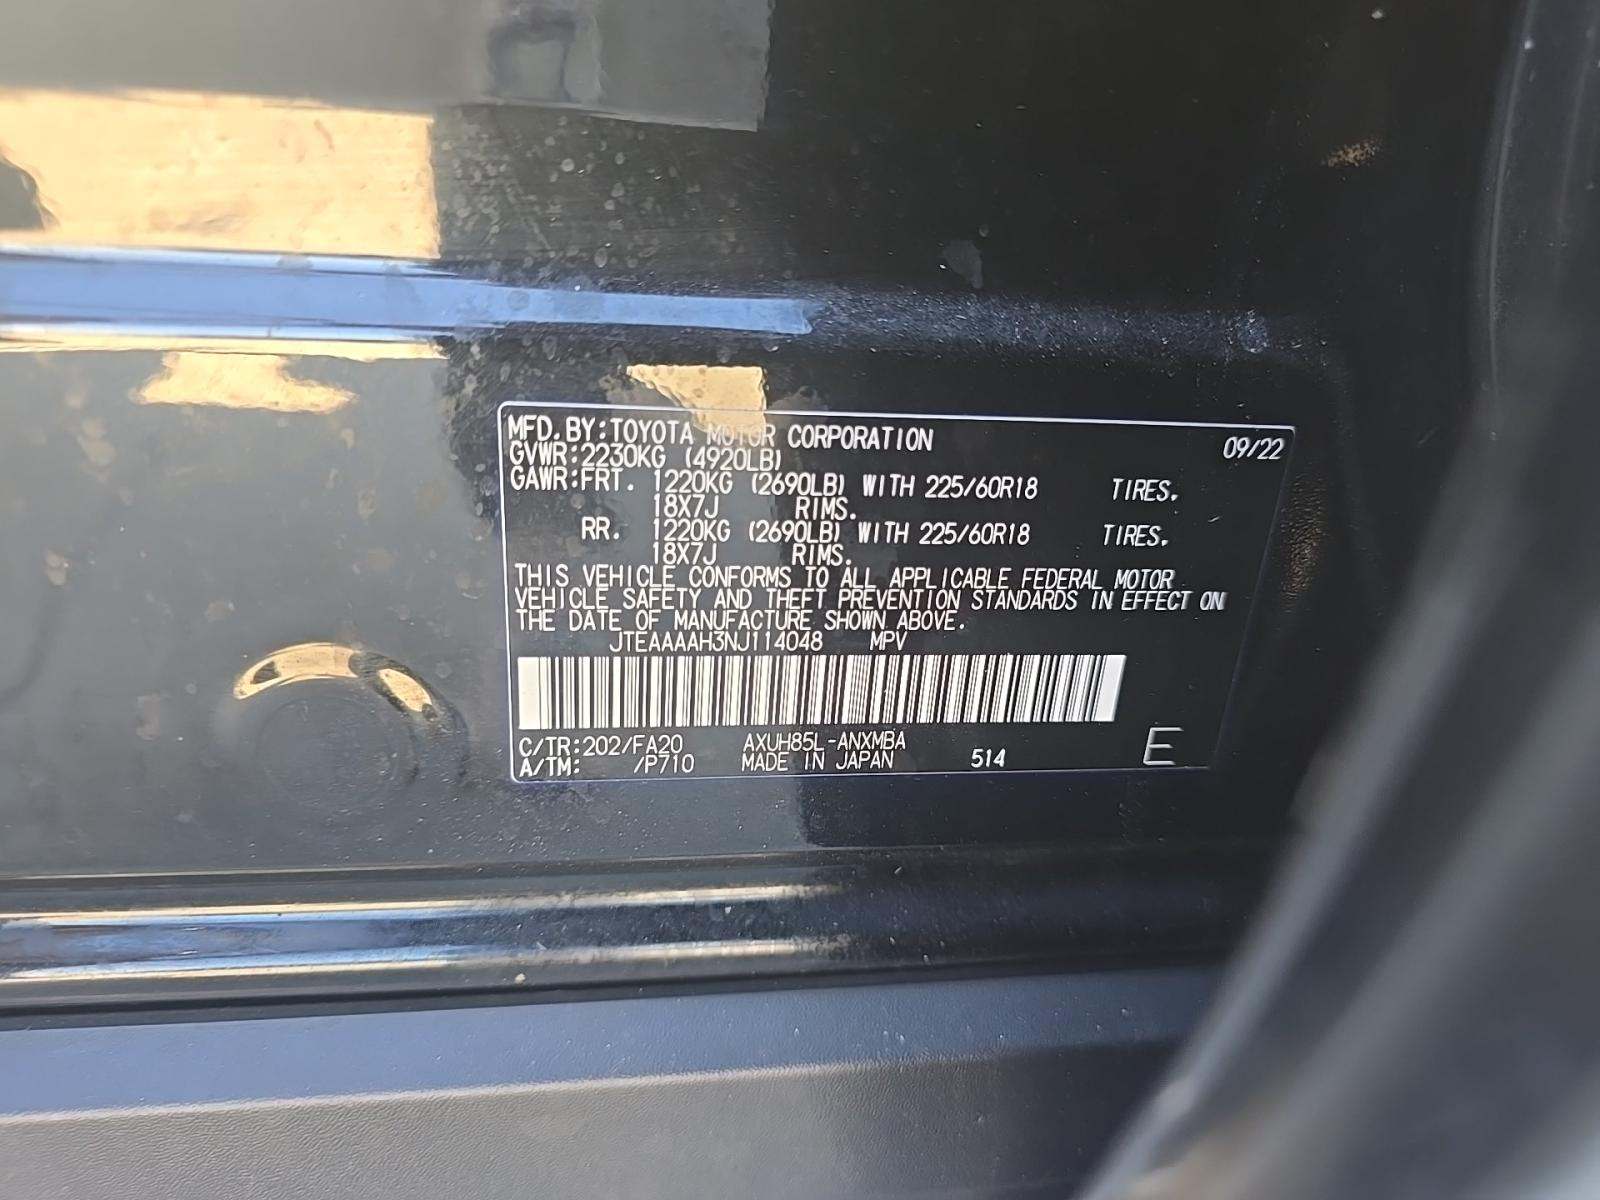 MFD.BY:TOYOTA MOTOR CORPORATION 09/22
GVWR:2230KG (4920LB)
GAWR:FRT. 1220KG (2690LB) WITH 225/60R18 TIRES.
18X7J RIMS.
RR. 1220KG (2690LB) WITH 225/60R18 TIRES.
18X7J RIMS.
THIS VEHICLE CONFORMS TO ALL APPLICABLE FEDERAL MOTOR
VEHICLE SAFETY AND THEFT PREVENTION STANDARDS IN EFFECT ON
THE DATE OF MANUFACTURE SHOWN ABOVE.
JTEAAAAH3NJ114048 MPV
C/TR:202/FA20 AXUH85L-ANXMBA
A/TM: /P710 MADE IN JAPAN 514 E